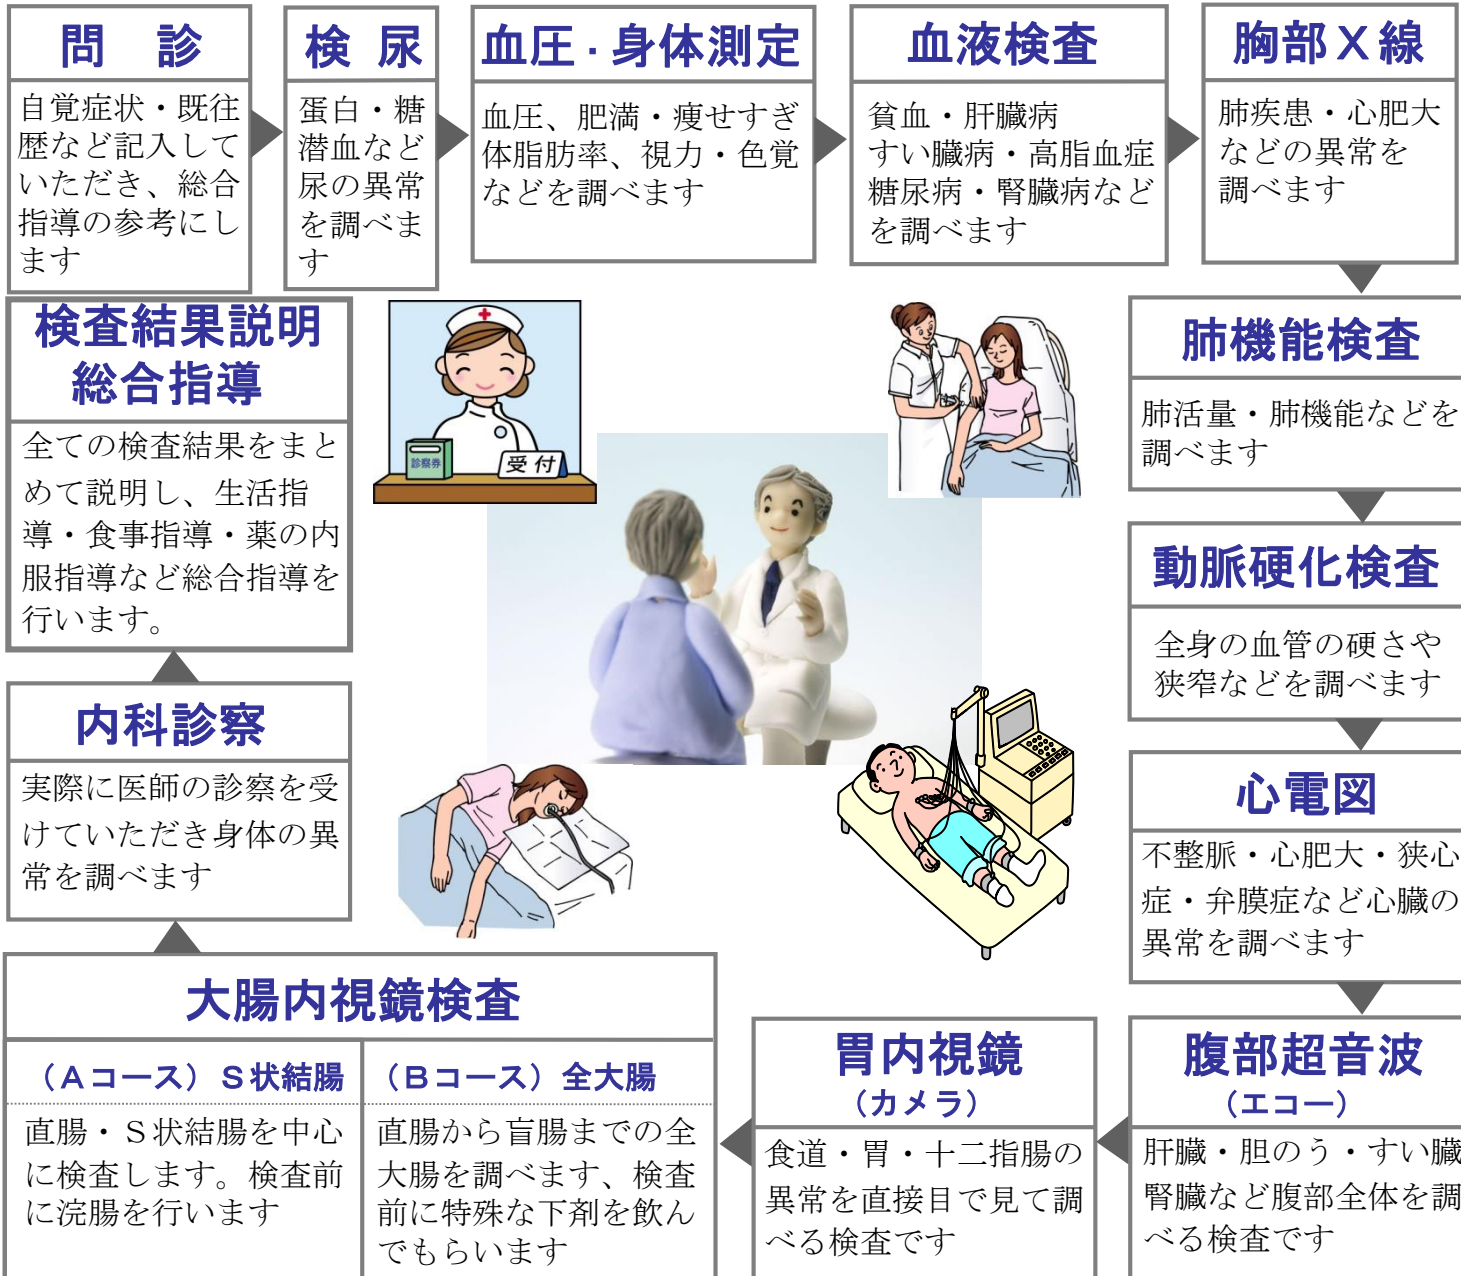 問　診
自覚症状・既往
歴など記入して
いただき、総合
指導の参考にし
ます
検 尿
蛋白・糖
潜血など
尿の異常
を調べま
す
血圧・身体測定
血圧、肥満・痩せすぎ
体脂肪率、視力・色覚
などを調べます
血液検査
貧血・肝臓病
すい臓病・高脂血症
糖尿病・腎臓病など
を調べます
胸部Ｘ線
肺疾患・心肥大
などの異常を
調べます
肺機能検査
肺活量・肺機能などを
調べます
動脈硬化検査
全身の血管の硬さや
狭窄などを調べます
心電図
不整脈・心肥大・狭心
症・弁膜症など心臓の
異常を調べます
腹部超音波
（エコー）
肝臓・胆のう・すい臓
腎臓など腹部全体を調
べる検査です
胃内視鏡
（カメラ）
食道・胃・十二指腸の
異常を直接目で見て調
べる検査です
大腸内視鏡検査
（Ａコース）Ｓ状結腸
直腸・Ｓ状結腸を中心
に検査します。検査前
に浣腸を行います
（Ｂコース）全大腸
直腸から盲腸までの全
大腸を調べます、検査
前に特殊な下剤を飲ん
でもらいます
内科診察
実際に医師の診察を受
けていただき身体の異
常を調べます
検査結果説明
総合指導
全ての検査結果をまと
めて説明し、生活指
導・食事指導・薬の内
服指導など総合指導を
行います。
診察券
受付